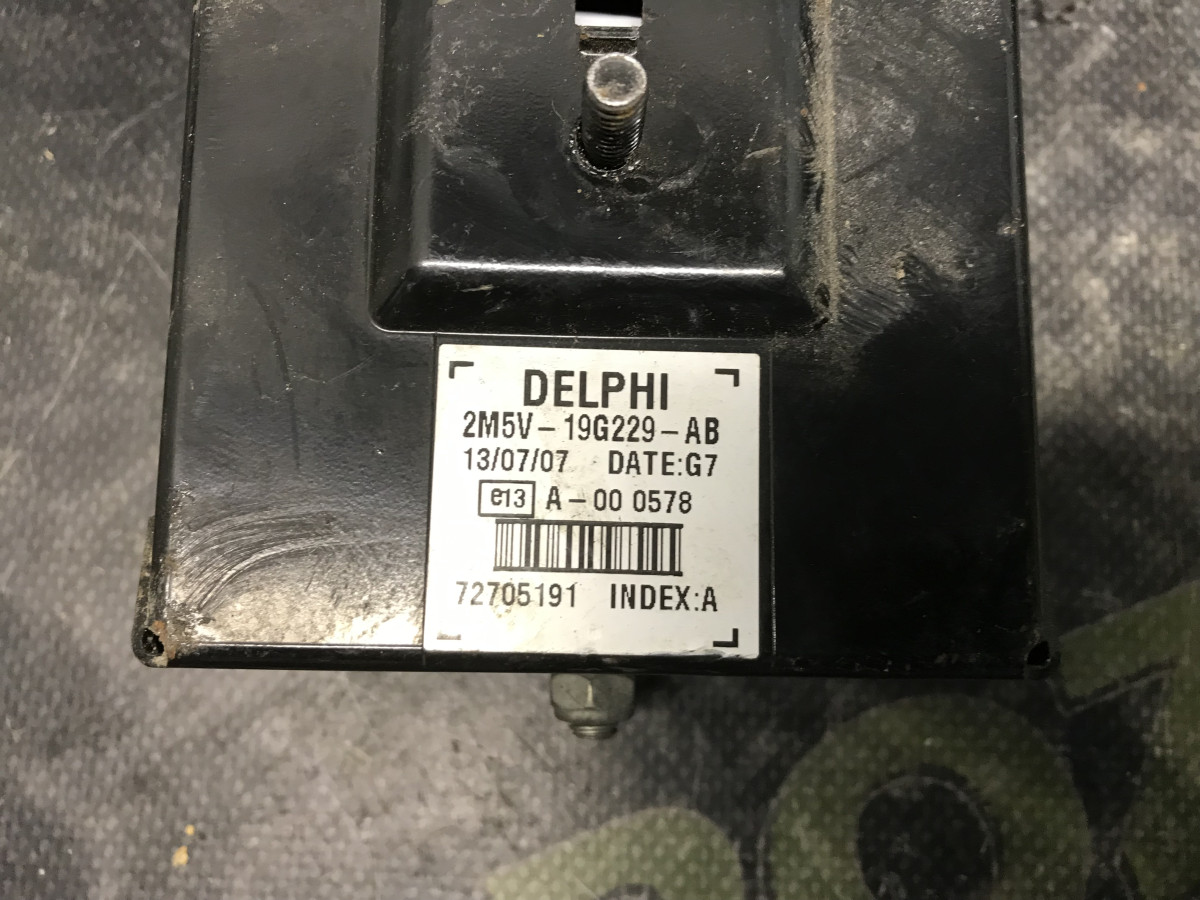 DELPHI
2M5V-19G229-AB
13/07/07 DATE:G7
e13 A-00 0578
72705191 INDEX:A